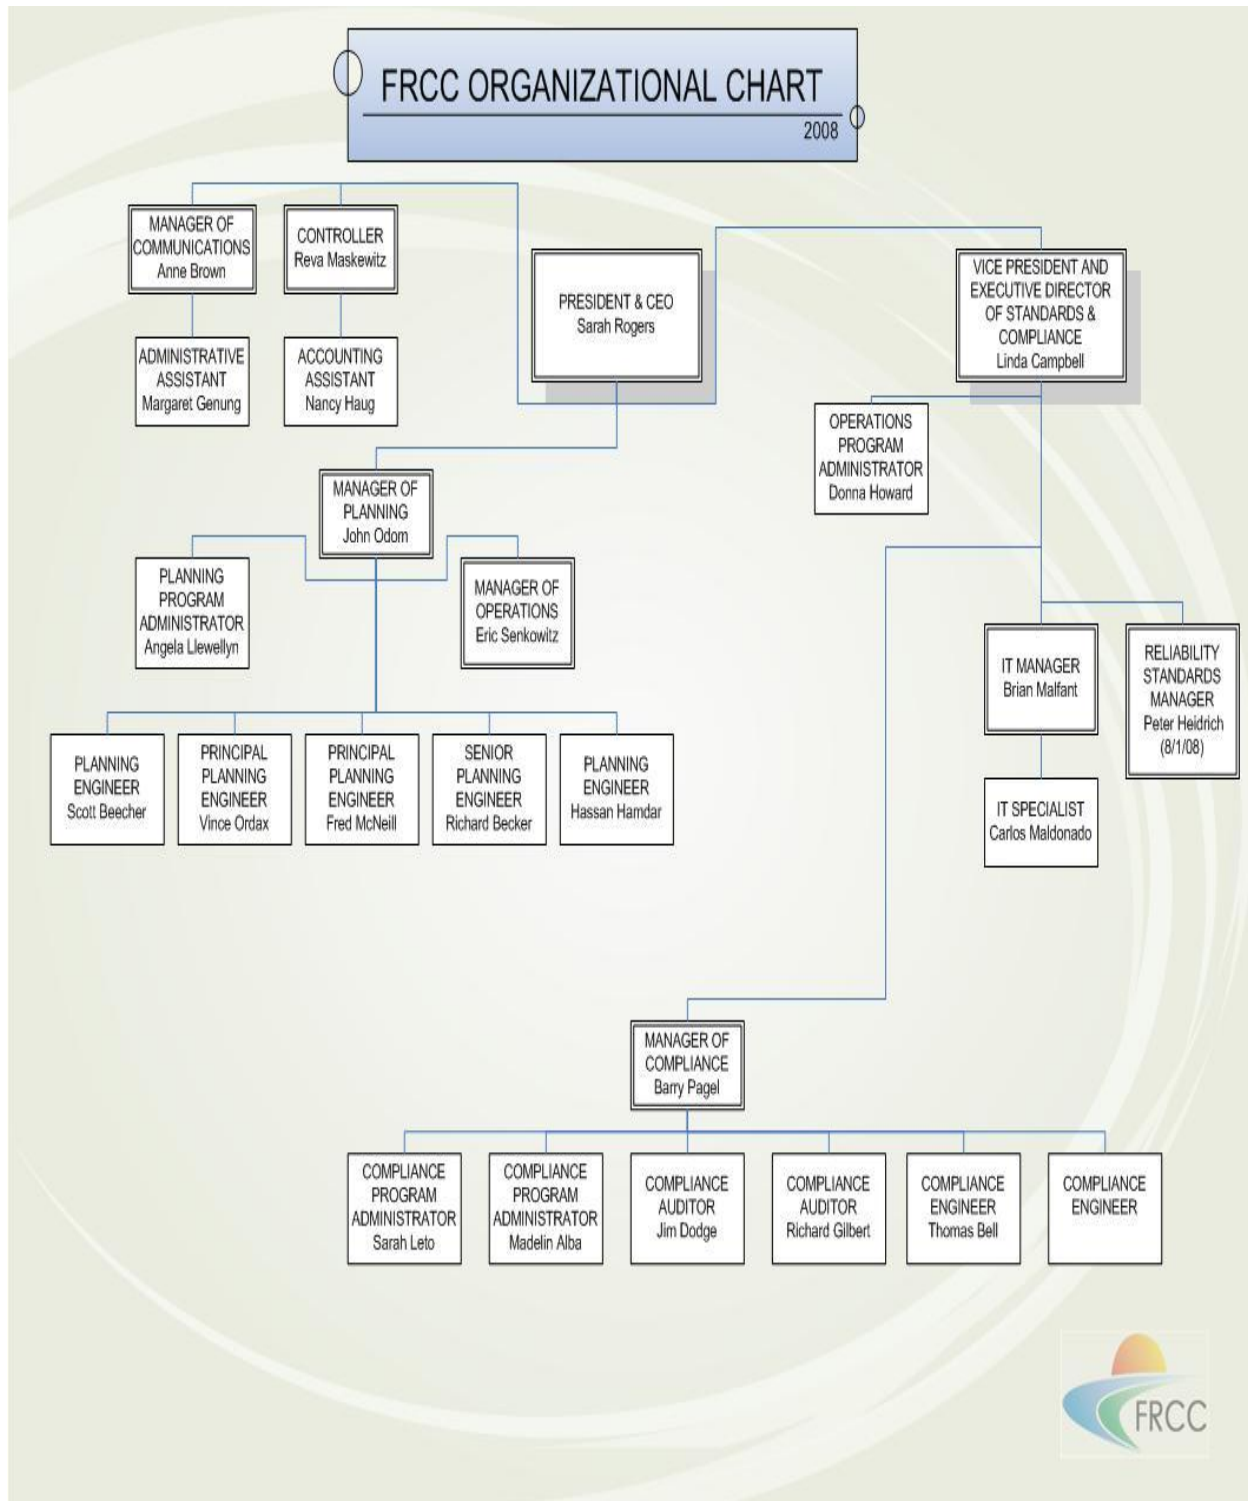 FRCC ORGANIZATIONAL CHART
2008
MANAGER OF
COMMUNICATIONS
Anne Brown
CONTROLLER
Reva Maskewitz
PRESIDENT & CEO
Sarah Rogers
VICE PRESIDENT AND
EXECUTIVE DIRECTOR
OF STANDARDS &
COMPLIANCE
Linda Campbell
ADMINISTRATIVE
ASSISTANT
Margaret Genung
ACCOUNTING
ASSISTANT
Nancy Haug
OPERATIONS
PROGRAM
ADMINISTRATOR
Donna Howard
MANAGER OF
PLANNING
John Odom
PLANNING
PROGRAM
ADMINISTRATOR
Angela Llewellyn
MANAGER OF
OPERATIONS
Eric Senkowitz
IT MANAGER
Brian Malfant
RELIABILITY
STANDARDS
MANAGER
Peter Heidrich
(8/1/08)
PLANNING
ENGINEER
Scott Beecher
PRINCIPAL
PLANNING
ENGINEER
Vince Ordax
PRINCIPAL
PLANNING
ENGINEER
Fred McNeill
SENIOR
PLANNING
ENGINEER
Richard Becker
PLANNING
ENGINEER
Hassan Hamdar
IT SPECIALIST
Carlos Maldonado
MANAGER OF
COMPLIANCE
Barry Pagel
COMPLIANCE
PROGRAM
ADMINISTRATOR
Sarah Leto
COMPLIANCE
PROGRAM
ADMINISTRATOR
Madelin Alba
COMPLIANCE
AUDITOR
Jim Dodge
COMPLIANCE
AUDITOR
Richard Gilbert
COMPLIANCE
ENGINEER
Thomas Bell
COMPLIANCE
ENGINEER
FRCC